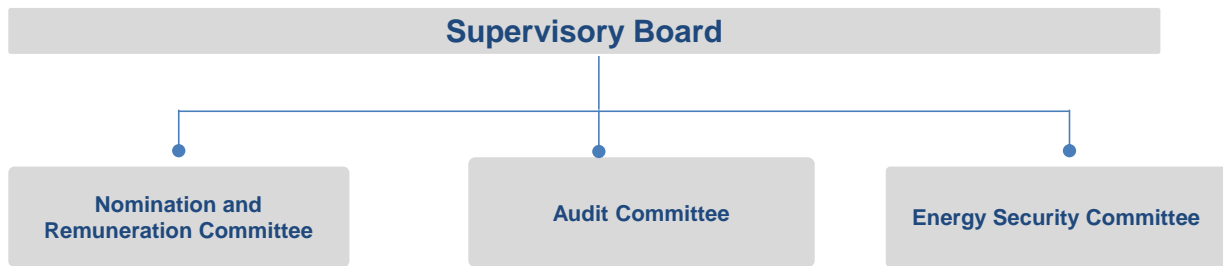 Supervisory Board
Nomination and
Remuneration Committee
Audit Committee
Energy Security Committee